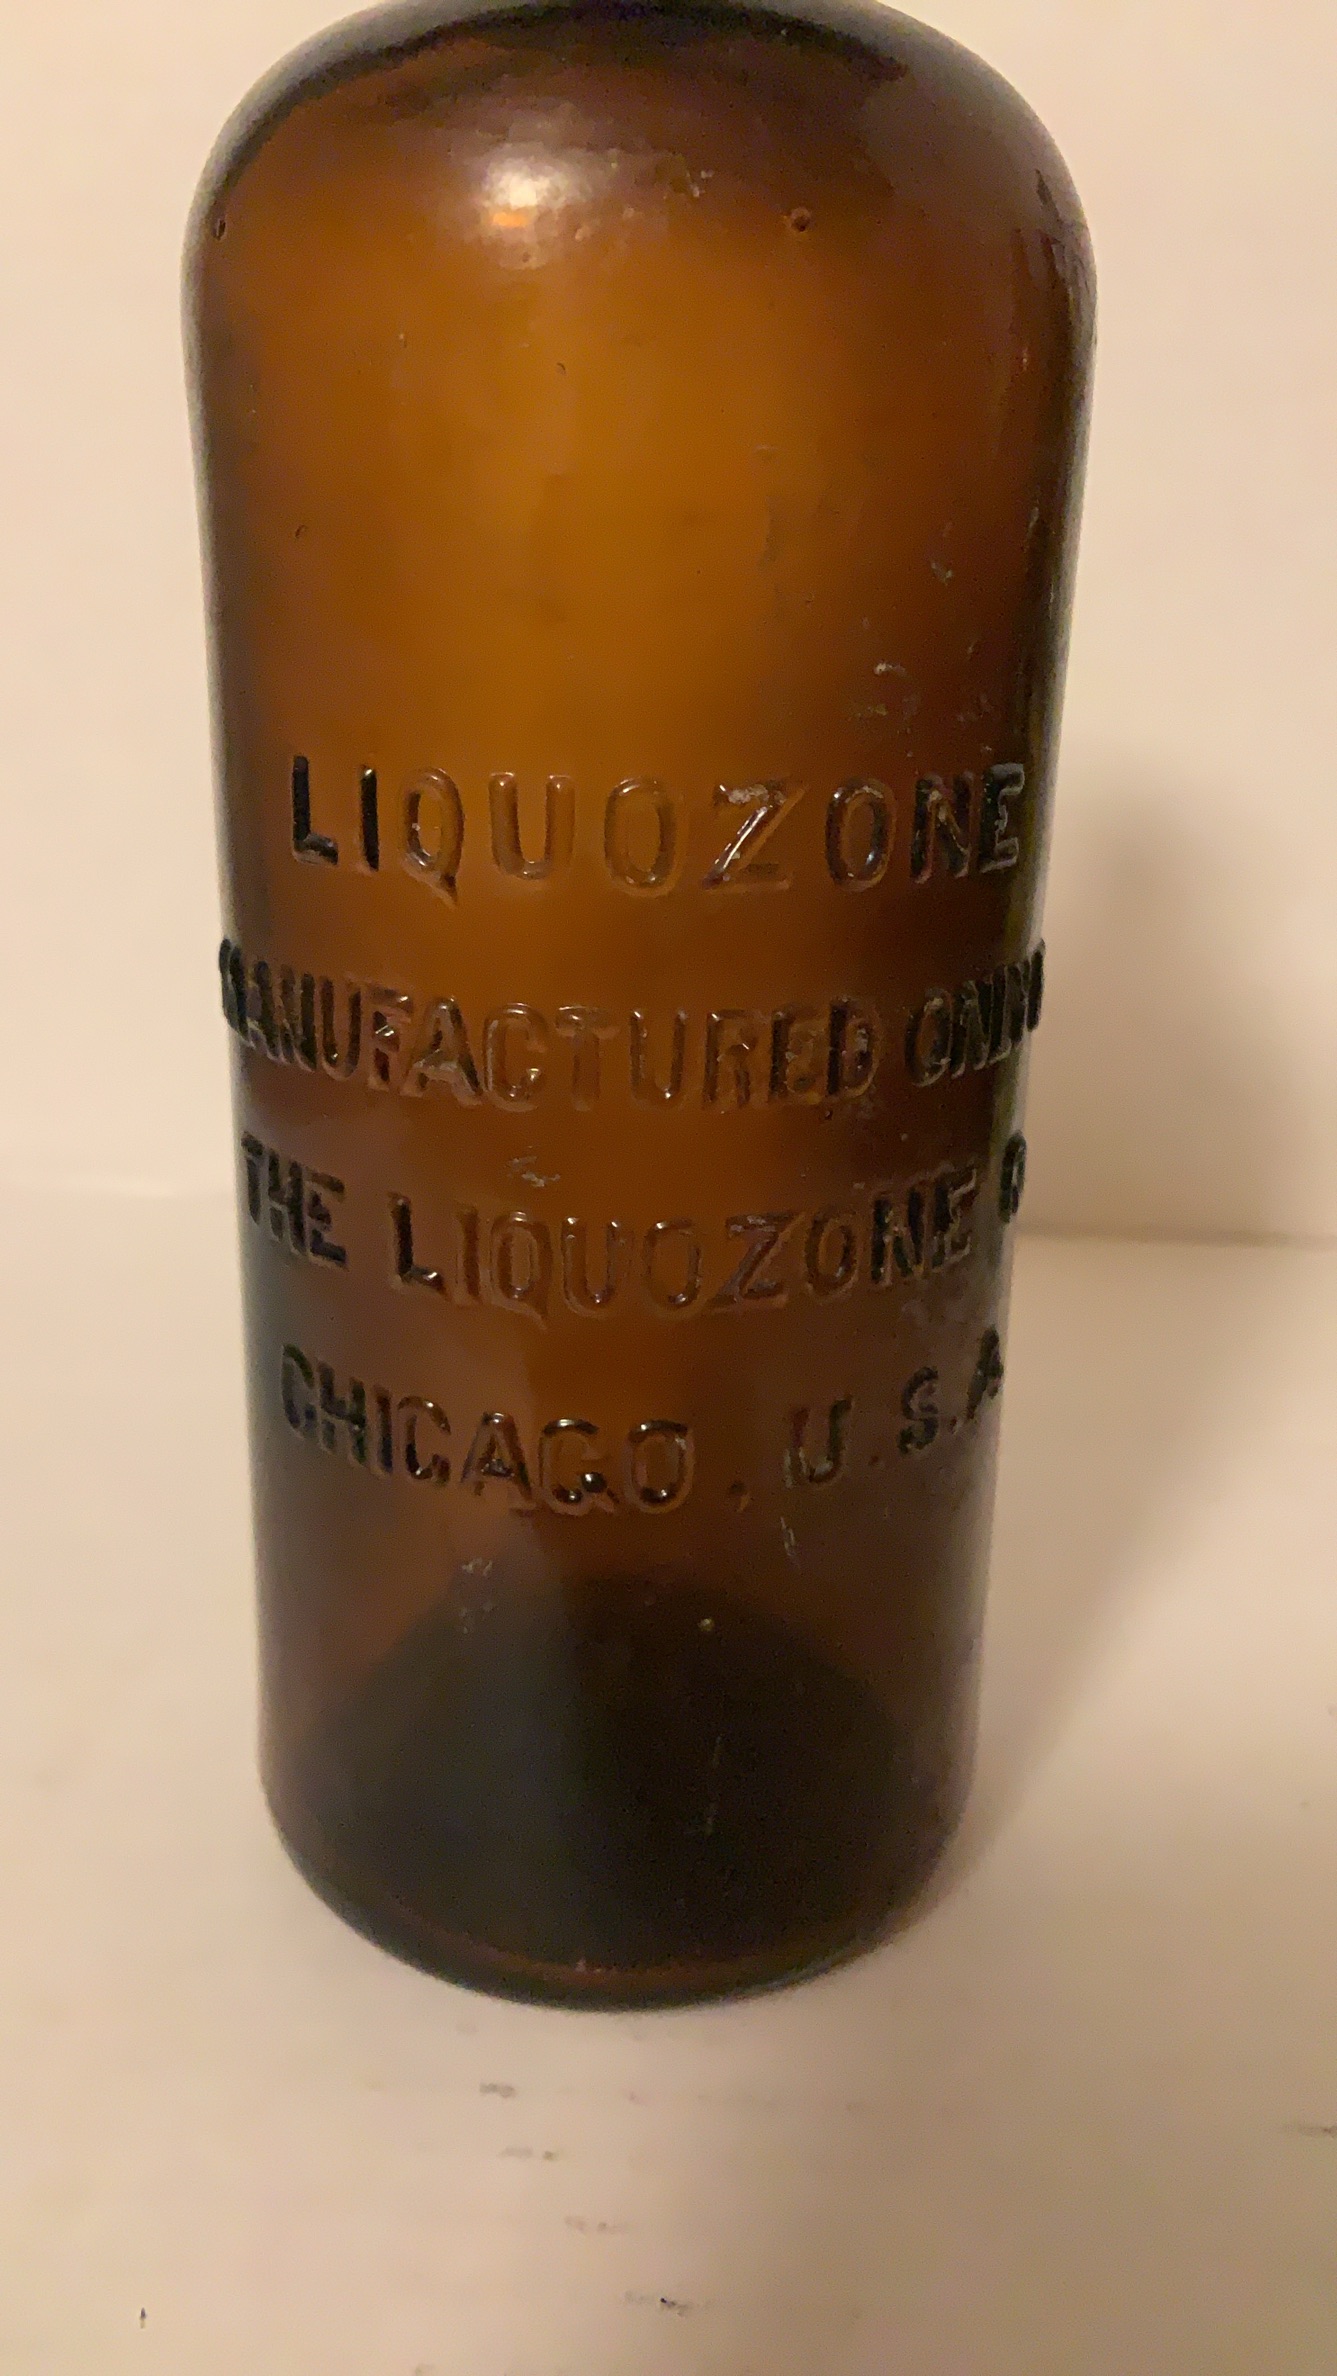 LIQUOZONE
MANUFACTURED ONLY
THE LIQUOZONE
CHICAGO, U.S.A